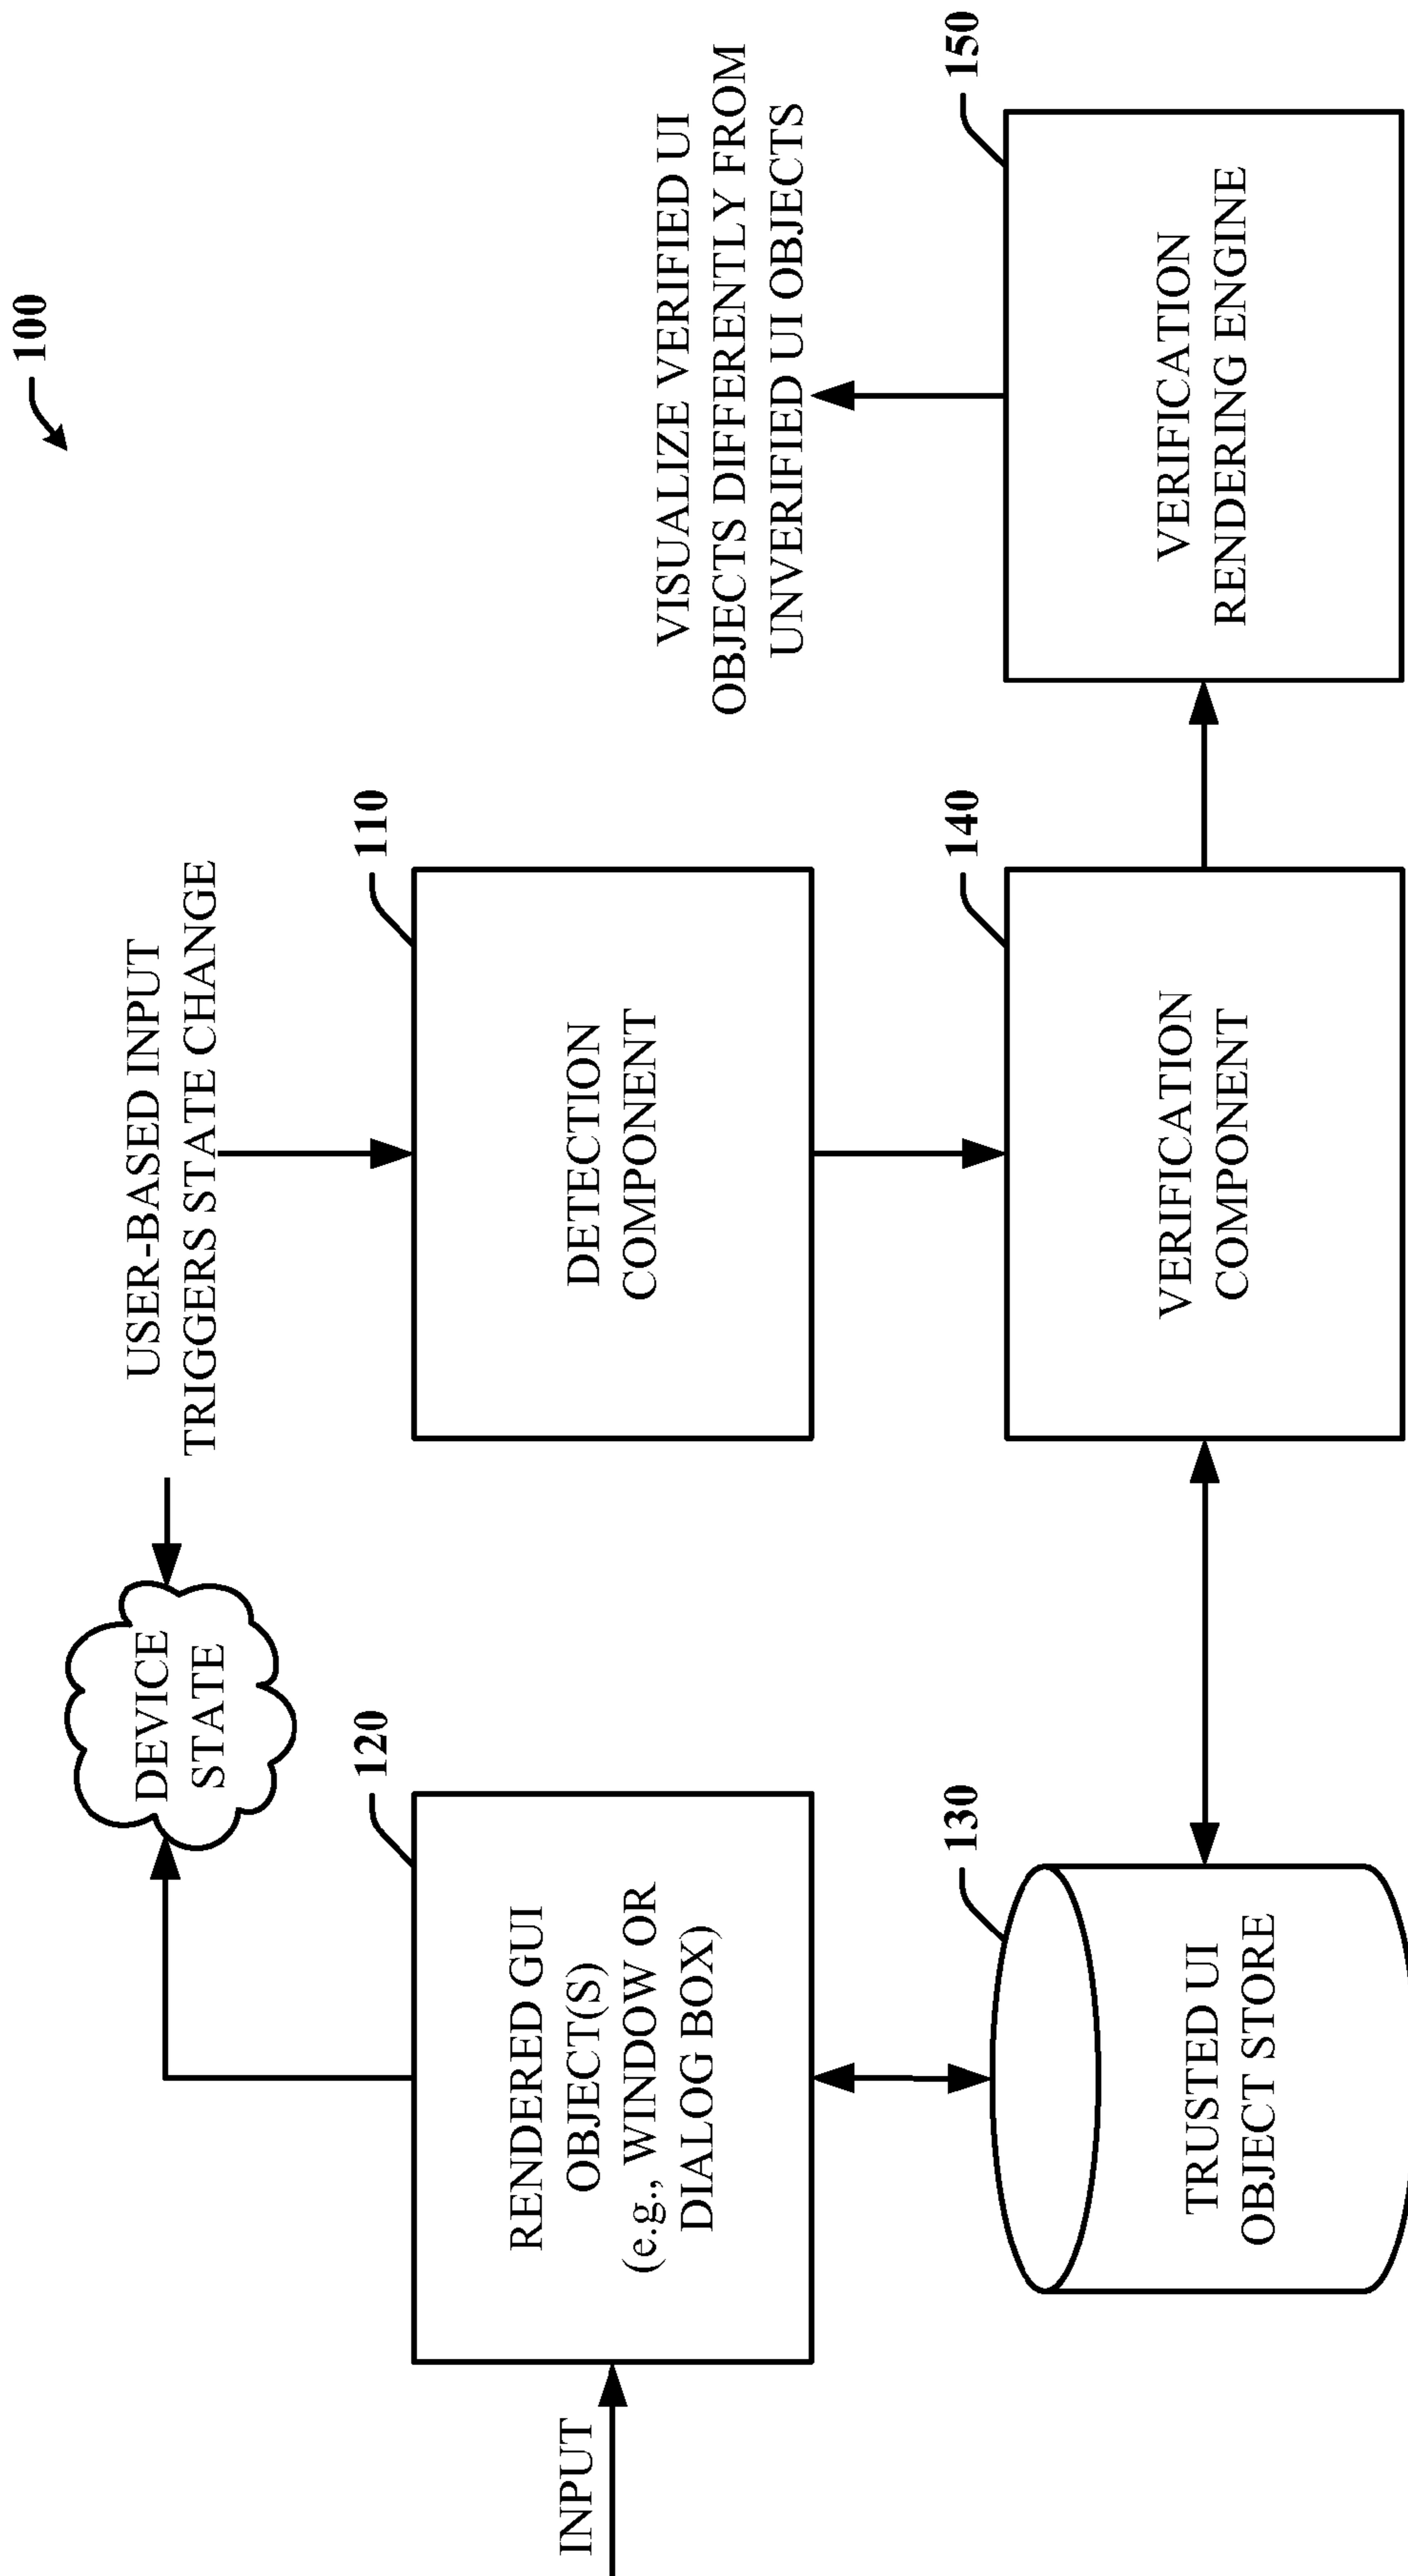 100
USER-BASED INPUT
TRIGGERS STATE CHANGE
DEVICE
STATE
INPUT
120
RENDERED GUI
OBJECT(S)
(e.g., WINDOW OR
DIALOG BOX)
110
DETECTION
COMPONENT
VISUALIZE VERIFIED UI
OBJECTS DIFFERENTLY FROM
UNVERIFIED UI OBJECTS
130
TRUSTED UI
OBJECT STORE
140
VERIFICATION
COMPONENT
150
VERIFICATION
RENDERING ENGINE